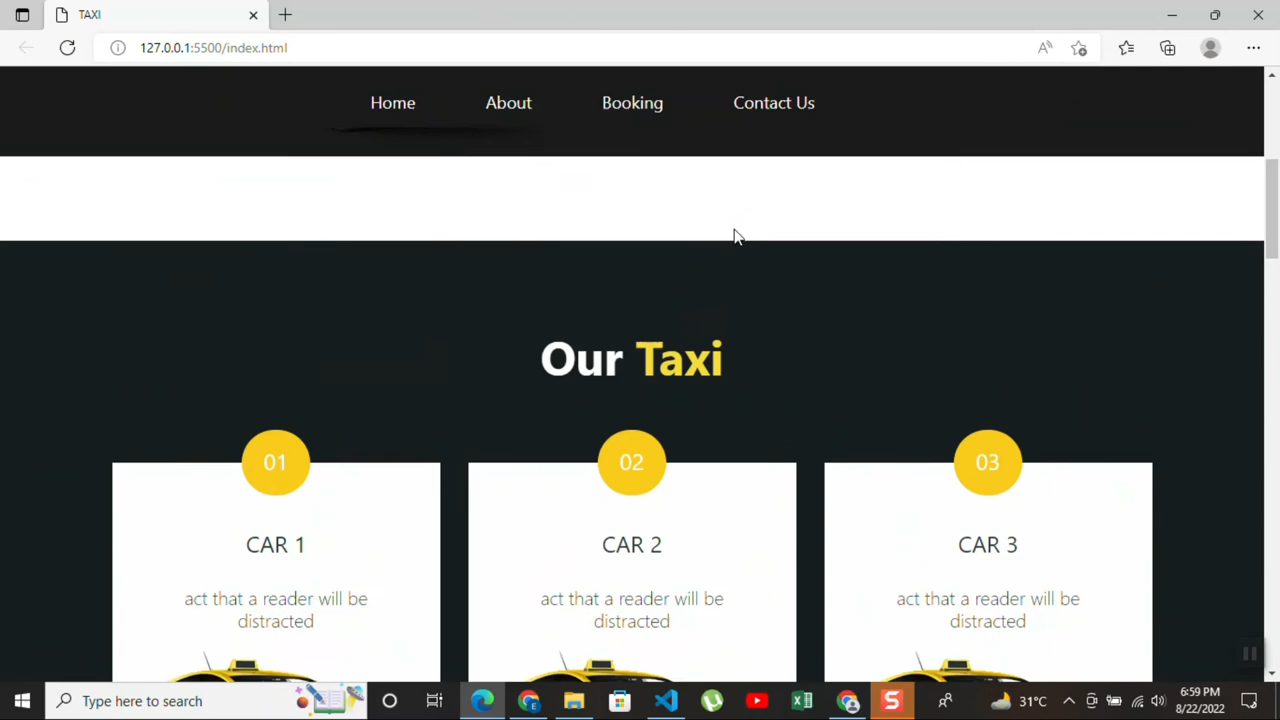 TAXI
127.0.0.1:5500/index.html
Home About Booking Contact Us
Our Taxi
01 02 03
CAR 1 CAR 2 CAR 3
act that a reader will be act that a reader will be act that a reader will be
distracted distracted distracted
Type here to search
31°C
6:59 PM
8/22/2022